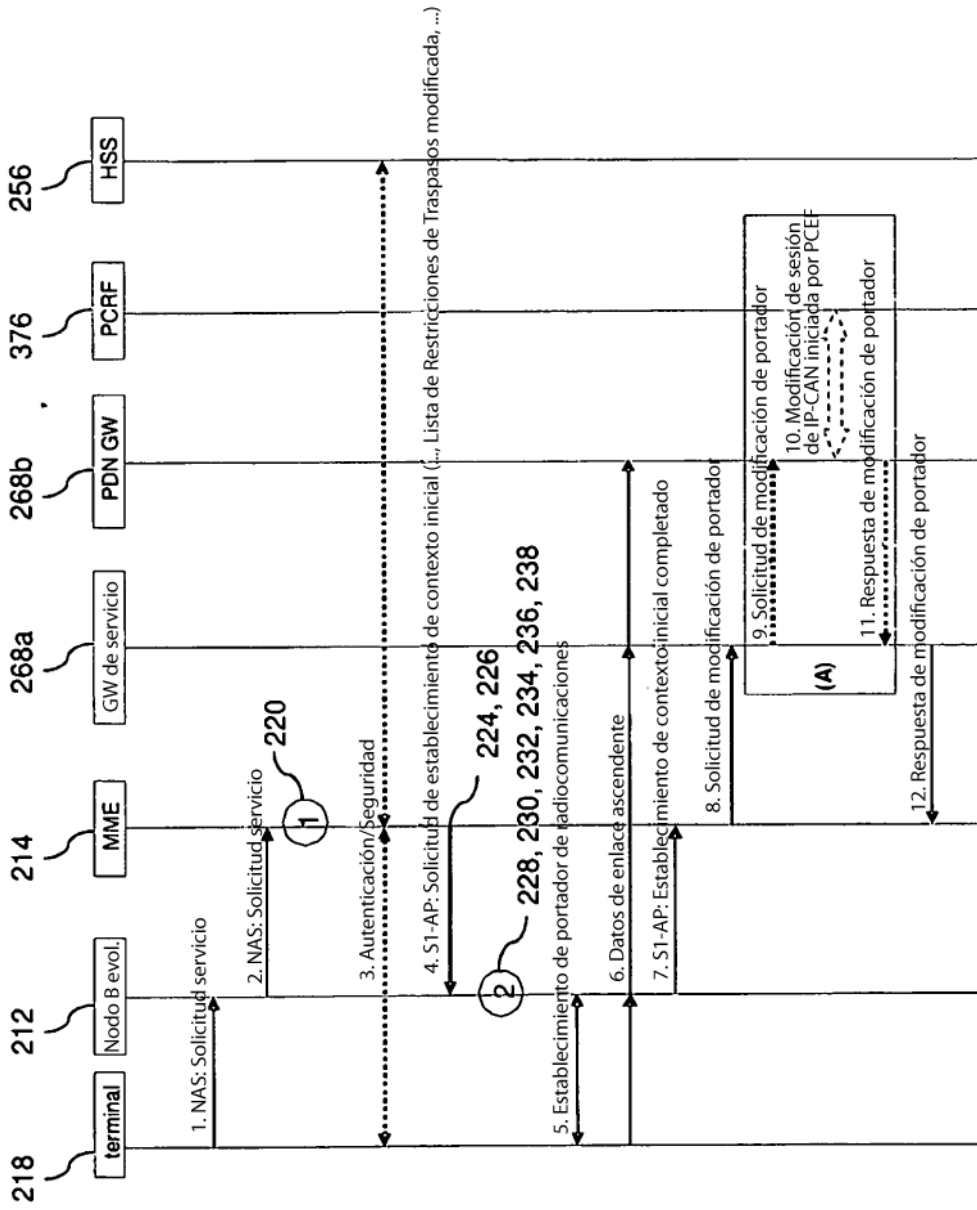 218
212
214
268a
268b
376
256
terminal
Nodo B evol.
MME
GW de servicio
PDN GW
PCRF
HSS
1. NAS: Solicitud servicio
2. NAS: Solicitud servicio
1
220
3. Autenticación/Seguridad
4. S1-AP: Solicitud de establecimiento de contexto inicial (..., Lista de Restricciones de Traspasos modificada, ...)
224, 226
2
228, 230, 232, 234, 236, 238
5. Establecimiento de portador de radiocomunicaciones
6. Datos de enlace ascendente
7. S1-AP: Establecimiento de contexto inicial completado
8. Solicitud de modificación de portador
9. Solicitud de modificación de portador
10. Modificación de sesión
de IP-CAN iniciada por PCEF
(A)
11. Respuesta de modificación de portador
12. Respuesta de modificación de portador